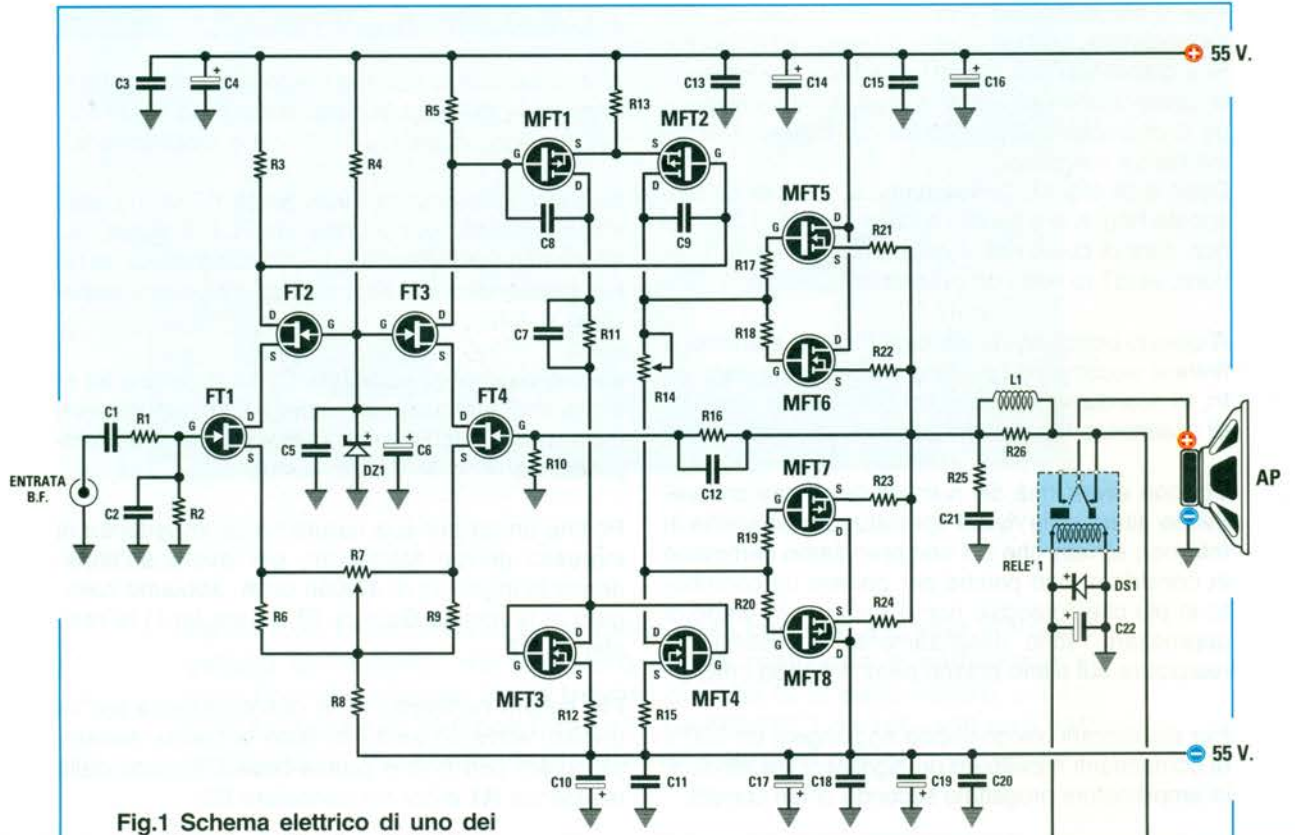 + 55 V.
C3
+
C4
C13
+
C14
C15
+
C16
R5
R13
MFT1
MFT2
R3
R4
G
S
S
G
D
D
C8
C9
MFT5
D
G
S
R21
R17
FT2
FT3
D
G
G
D
S
S
C7
R11
R18
G
D
S
R22
MFT6
R14
L1
+
FT1
FT4
C1
R1
G
D
S
C5
DZ1
+
+
C6
D
G
S
R16
R26
ENTRATA
B.F.
R10
C12
MFT7
R25
AP
C2
R2
G
S
D
R23
C21
-
R7
R19
RELE' 1
R6
R9
R20
G
S
D
R24
+
DS1
MFT8
+
C22
D
D
G
G
S
S
R8
MFT3
MFT4
R12
R15
- 55 V.
+
C10
C11
+
C17
C18
+
C19
C20
Fig.1 Schema elettrico di uno dei